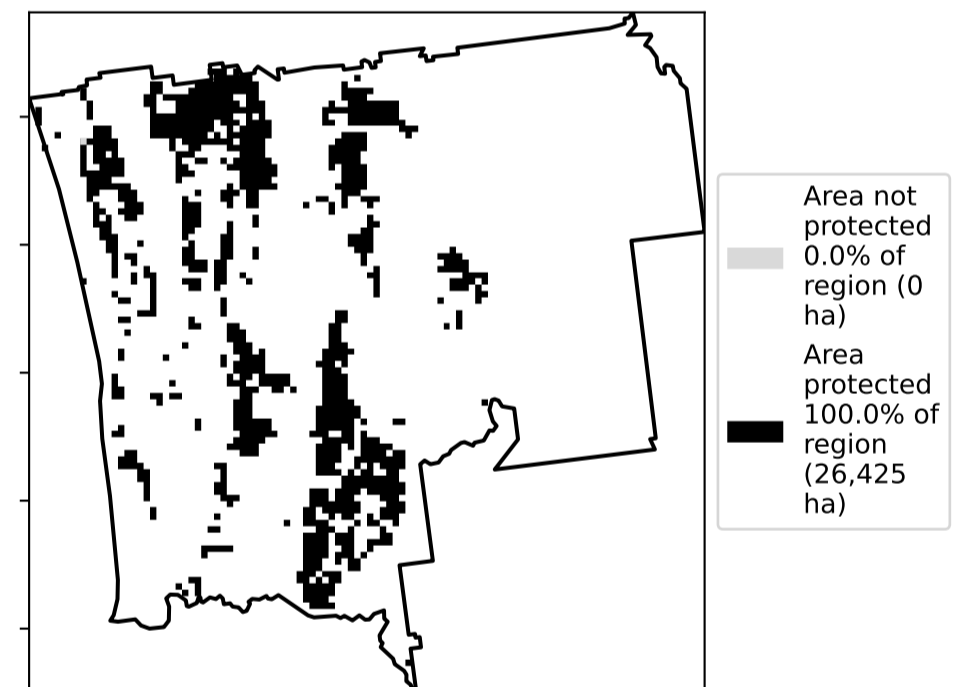 Area not
protected
0.0% of
region (0
ha)
Area
protected
100.0% of
region
(26,425
ha)